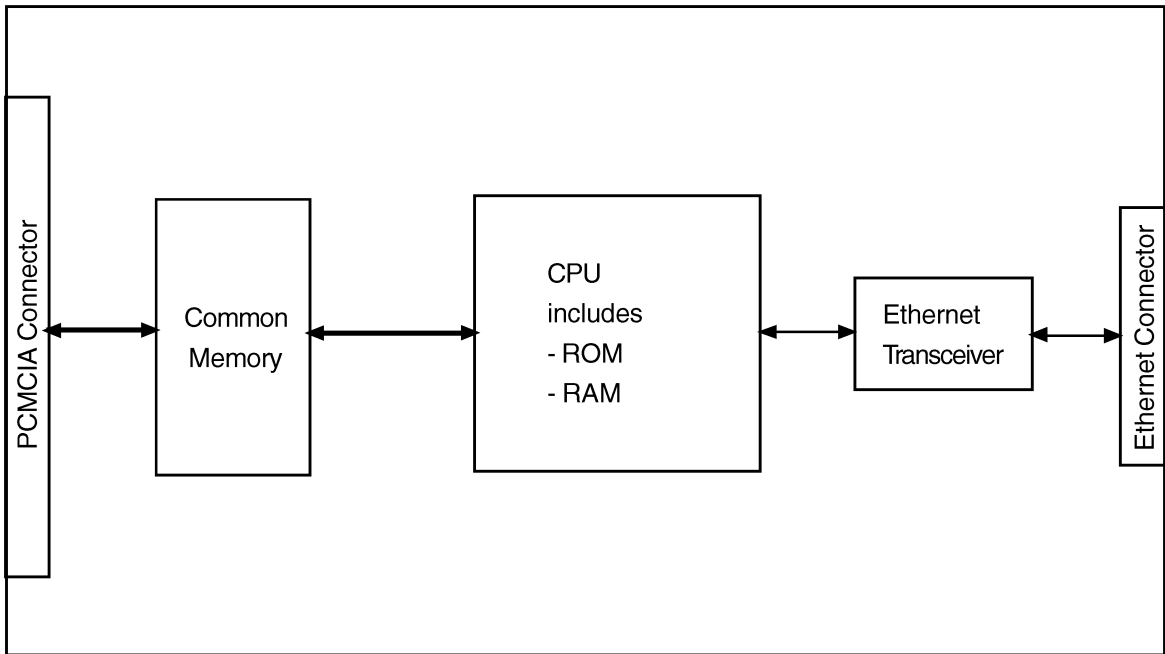 PCMCIA Connector
Common
Memory
CPU
includes
- ROM
- RAM
Ethernet
Transceiver
Ethernet Connector